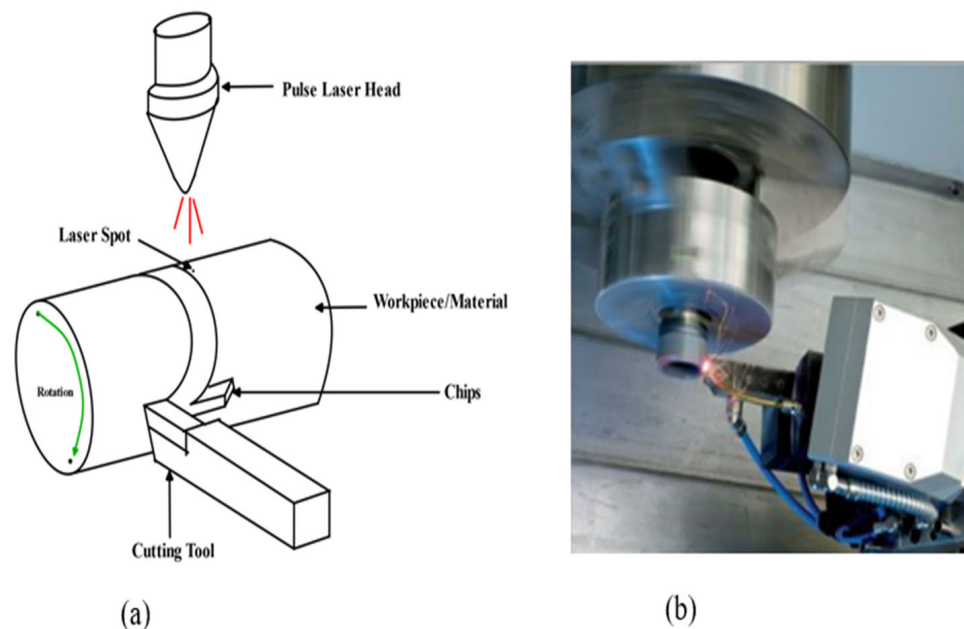 Pulse Laser Head
Laser Spot
Workpiece/Material
Rotation
Chips
Cutting Tool
(a)
(b)